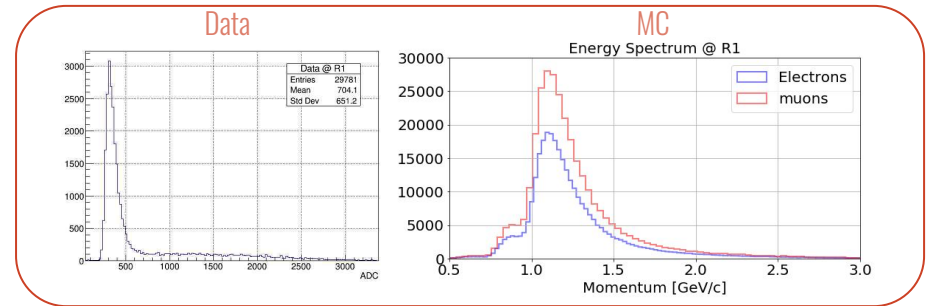 Data
MC
Data @ R1
Entries 29781
Mean 704.1
Std Dev 651.2
3000
2500
2000
1500
1000
500
0
500 1000 1500 2000 2500 3000
ADC
Energy Spectrum @ R1
Electrons
muons
30000
25000
20000
15000
10000
5000
0
0.5 1.0 1.5 2.0 2.5 3.0
Momentum [GeV/c]